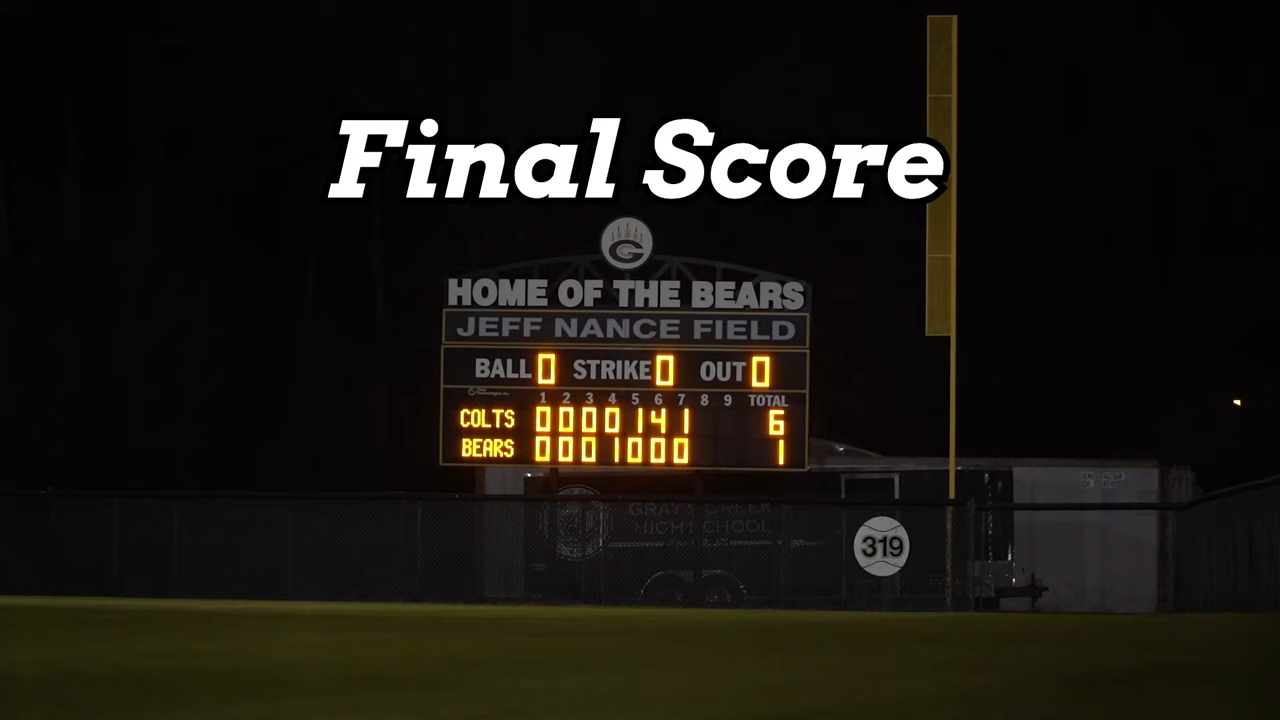 Final Score
G
HOME OF THE BEARS
JEFF NANCE FIELD
BALL 0 STRIKE 0 OUT 0
1 2 3 4 5 6 7 8 9 TOTAL
COLTS 0 0 0 0 1 4 1 6
BEARS 0 0 0 1 0 0 0 1
GRAY'S CREEK
HIGH SCHOOL
319